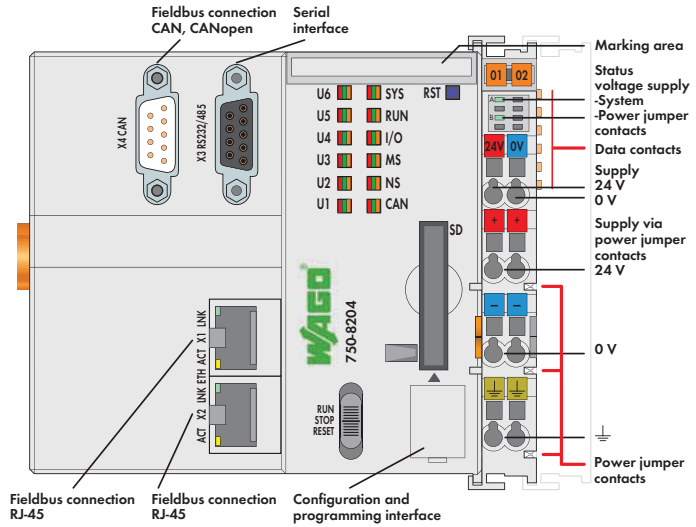 Fieldbus connection
CAN, CANopen
Serial
interface
Marking area
Status
voltage supply
-System
-Power jumper
contacts
Data contacts
Supply
24 V
0 V
Supply via
power jumper
contacts
24 V
0 V
Power jumper
contacts
X4 CAN
X3 RS232/485
U6 SYS RST
U5 RUN
U4 I/O
U3 MS
U2 NS
U1 CAN
01 02
A
B
24V 0V
+ +
− −
SD
WAGO
750-8204
ACT X1 LNK
ACT X2 LNK ETH
RUN
STOP
RESET
Fieldbus connection
RJ-45
Fieldbus connection
RJ-45
Configuration and
programming interface